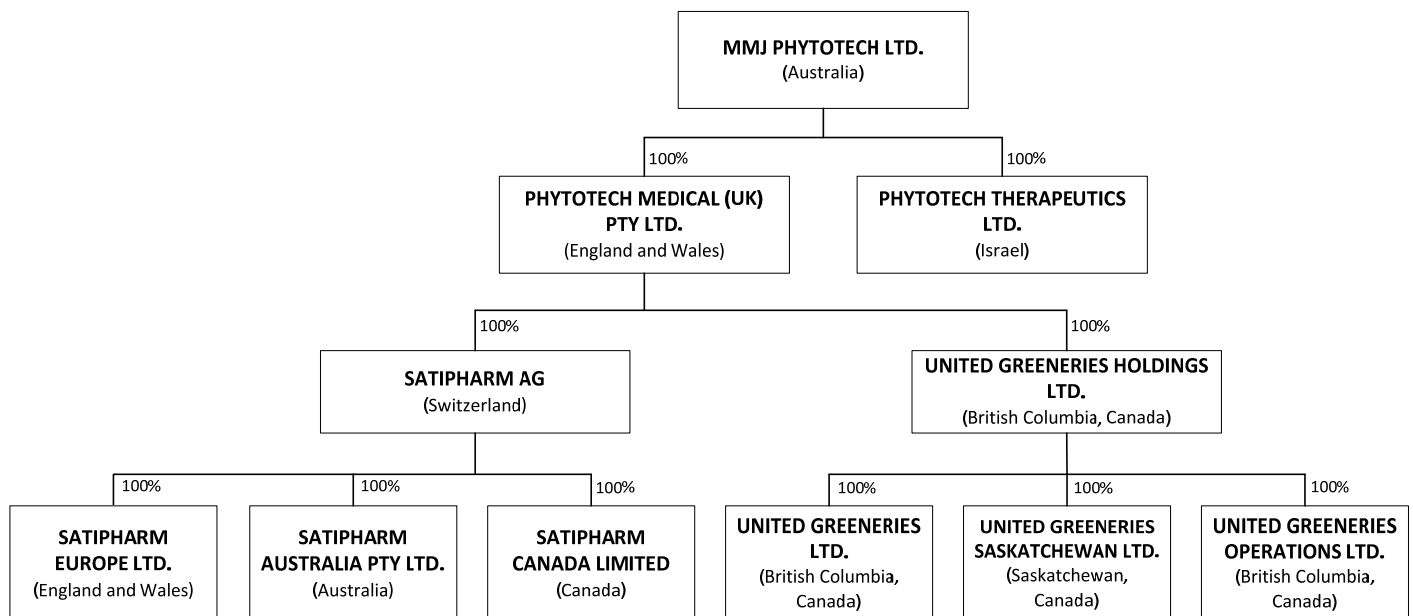 MMJ PHYTOTECH LTD.
(Australia)
100%
100%
PHYTOTECH MEDICAL (UK)
PTY LTD.
(England and Wales)
PHYTOTECH THERAPEUTICS
LTD.
(Israel)
100%
100%
SATIPHARM AG
(Switzerland)
UNITED GREENERIES HOLDINGS
LTD.
(British Columbia, Canada)
100%
100%
100%
100%
100%
100%
SATIPHARM
EUROPE LTD.
(England and Wales)
SATIPHARM
AUSTRALIA PTY LTD.
(Australia)
SATIPHARM
CANADA LIMITED
(Canada)
UNITED GREENERIES
LTD.
(British Columbia,
Canada)
UNITED GREENERIES
SASKATCHEWAN LTD.
(Saskatchewan,
Canada)
UNITED GREENERIES
OPERATIONS LTD.
(British Columbia,
Canada)